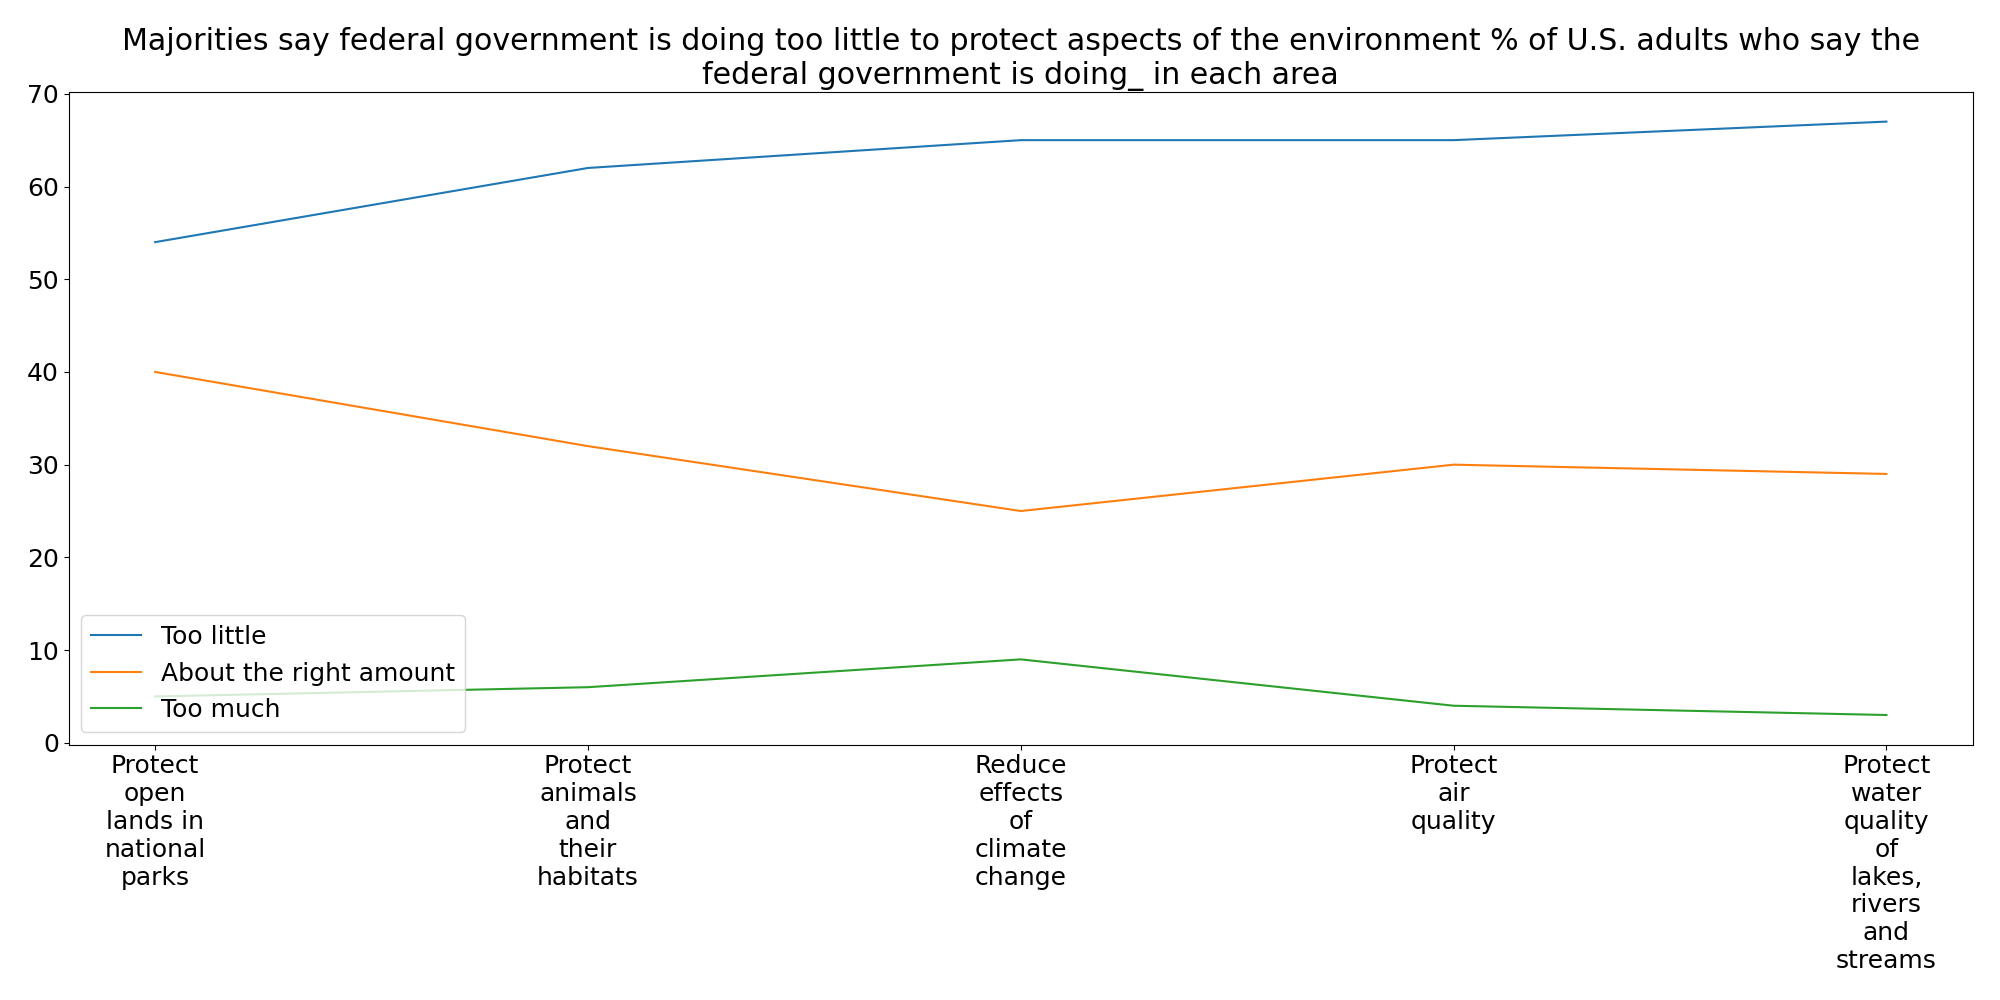 Majorities say federal government is doing too little to protect aspects of the environment % of U.S. adults who say the
federal government is doing_ in each area
70
60
50
40
30
20
10
0
Too little
About the right amount
Too much
Protect
open
lands in
national
parks
Protect
animals
and
their
habitats
Reduce
effects
of
climate
change
Protect
air
quality
Protect
water
quality
of
lakes,
rivers
and
streams